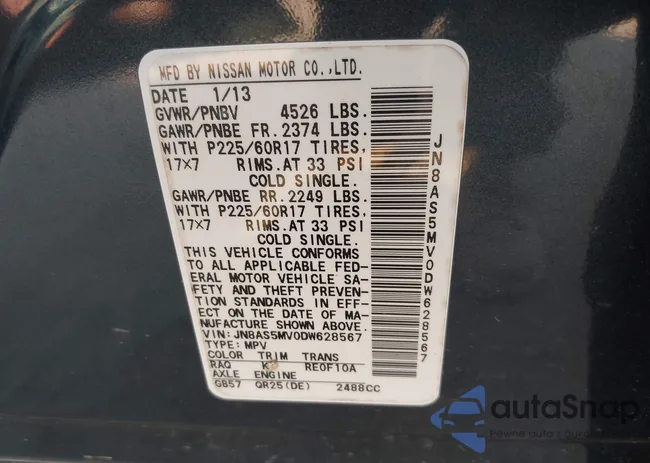 MFD BY NISSAN MOTOR CO.,LTD.
DATE 1/13
GVWR/PNBV 4526 LBS.
GAWR/PNBE FR. 2374 LBS.
WITH P225/60R17 TIRES,
17×7 RIMS.AT 33 PSI
COLD SINGLE.
GAWR/PNBE RR. 2249 LBS.
WITH P225/60R17 TIRES,
17×7 RIMS.AT 33 PSI
COLD SINGLE.
THIS VEHICLE CONFORMS
TO ALL APPLICABLE FED-
ERAL MOTOR VEHICLE SA-
FETY AND THEFT PREVEN-
TION STANDARDS IN EFF-
ECT ON THE DATE OF MA-
NUFACTURE SHOWN ABOVE.
VIN: JN8AS5MV0DW628567
TYPE: MPV
COLOR TRIM TRANS
RAQ K RE0F10A
AXLE ENGINE
GB57 QR25(DE) 2488CC
JN8AS5MV0DW628567
autaSnap
Pewne auto z